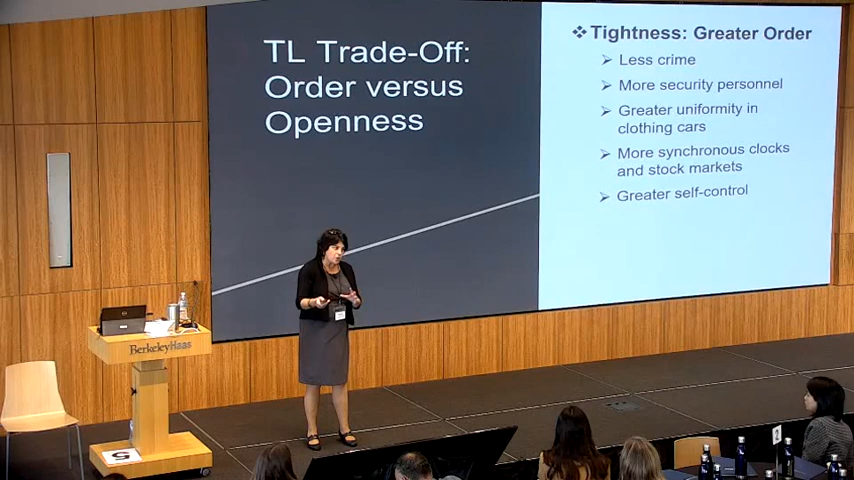 TL Trade-Off:
Order versus
Openness
❖Tightness: Greater Order
➢ Less crime
➢ More security personnel
➢ Greater uniformity in
clothing cars
➢ More synchronous clocks
and stock markets
➢ Greater self-control
BerkeleyHaas
5
2